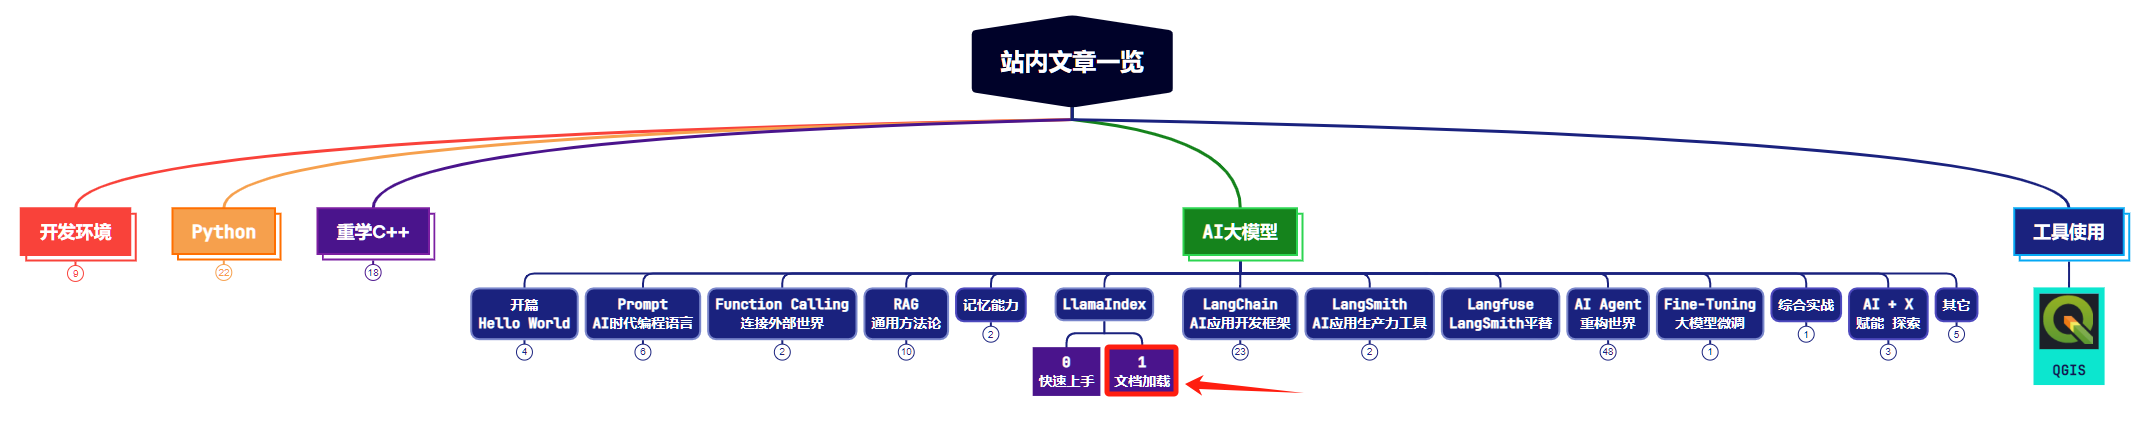 站内文章一览
开发环境
9
Python
22
重学C++
18
AI大模型
工具使用
开篇
Hello World
4
Prompt
AI时代编程语言
6
Function Calling
连接外部世界
2
RAG
通用方法论
10
记忆能力
2
LlamaIndex
0
快速上手
1
文档加载
LangChain
AI应用开发框架
23
LangSmith
AI应用生产力工具
2
Langfuse
LangSmith平替
AI Agent
重构世界
48
Fine-Tuning
大模型微调
1
综合实战
1
AI + X
赋能 探索
3
其它
5
QGIS